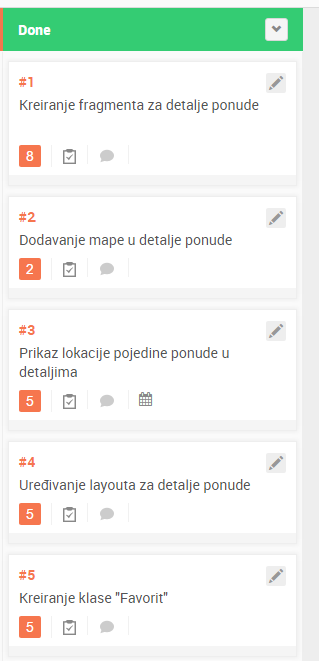 Done
#1
Kreiranje fragmenta za detalje ponude
8
#2
Dodavanje mape u detalje ponude
2
#3
Prikaz lokacije pojedine ponude u
detaljima
5
#4
Uređivanje layouta za detalje ponude
5
#5
Kreiranje klase "Favorit"
5